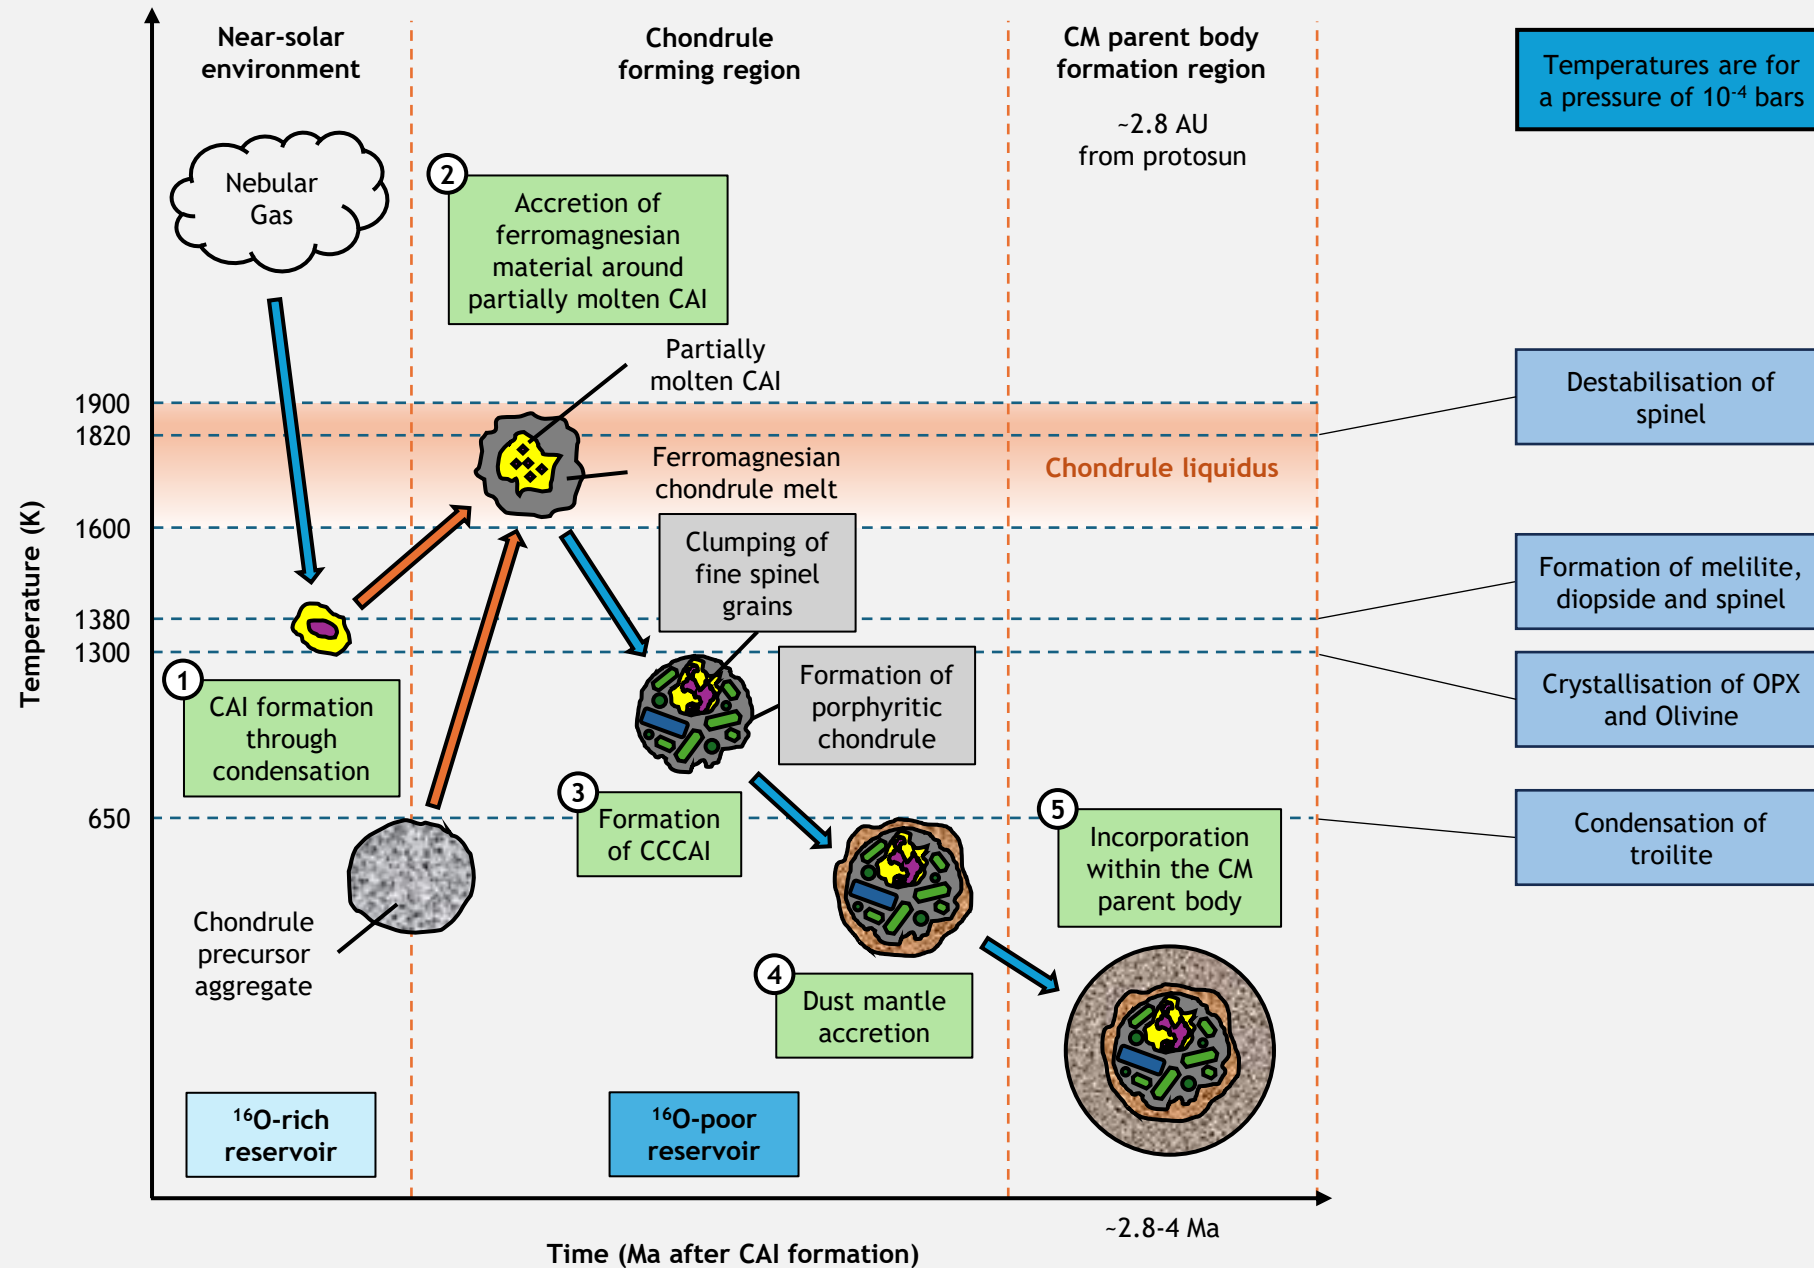 Near-solar
environment
Chondrule
forming region
CM parent body
formation region
~2.8 AU
from protosun
Temperatures are for
a pressure of 10⁻⁴ bars
Nebular
Gas
2
Accretion of
ferromagnesian
material around
partially molten CAI
Partially
molten CAI
Ferromagnesian
chondrule melt
Chondrule liquidus
Temperature (K)
1900
1820
1600
1380
1300
650
Destabilisation of
spinel
Formation of melilite,
diopside and spinel
Crystallisation of OPX
and Olivine
Condensation of
troilite
Clumping of
fine spinel
grains
Formation of
porphyritic
chondrule
1
CAI formation
through
condensation
3
Formation
of CCCAI
5
Incorporation
within the CM
parent body
Chondrule
precursor
aggregate
4
Dust mantle
accretion
¹⁶O-rich
reservoir
¹⁶O-poor
reservoir
~2.8-4 Ma
Time (Ma after CAI formation)